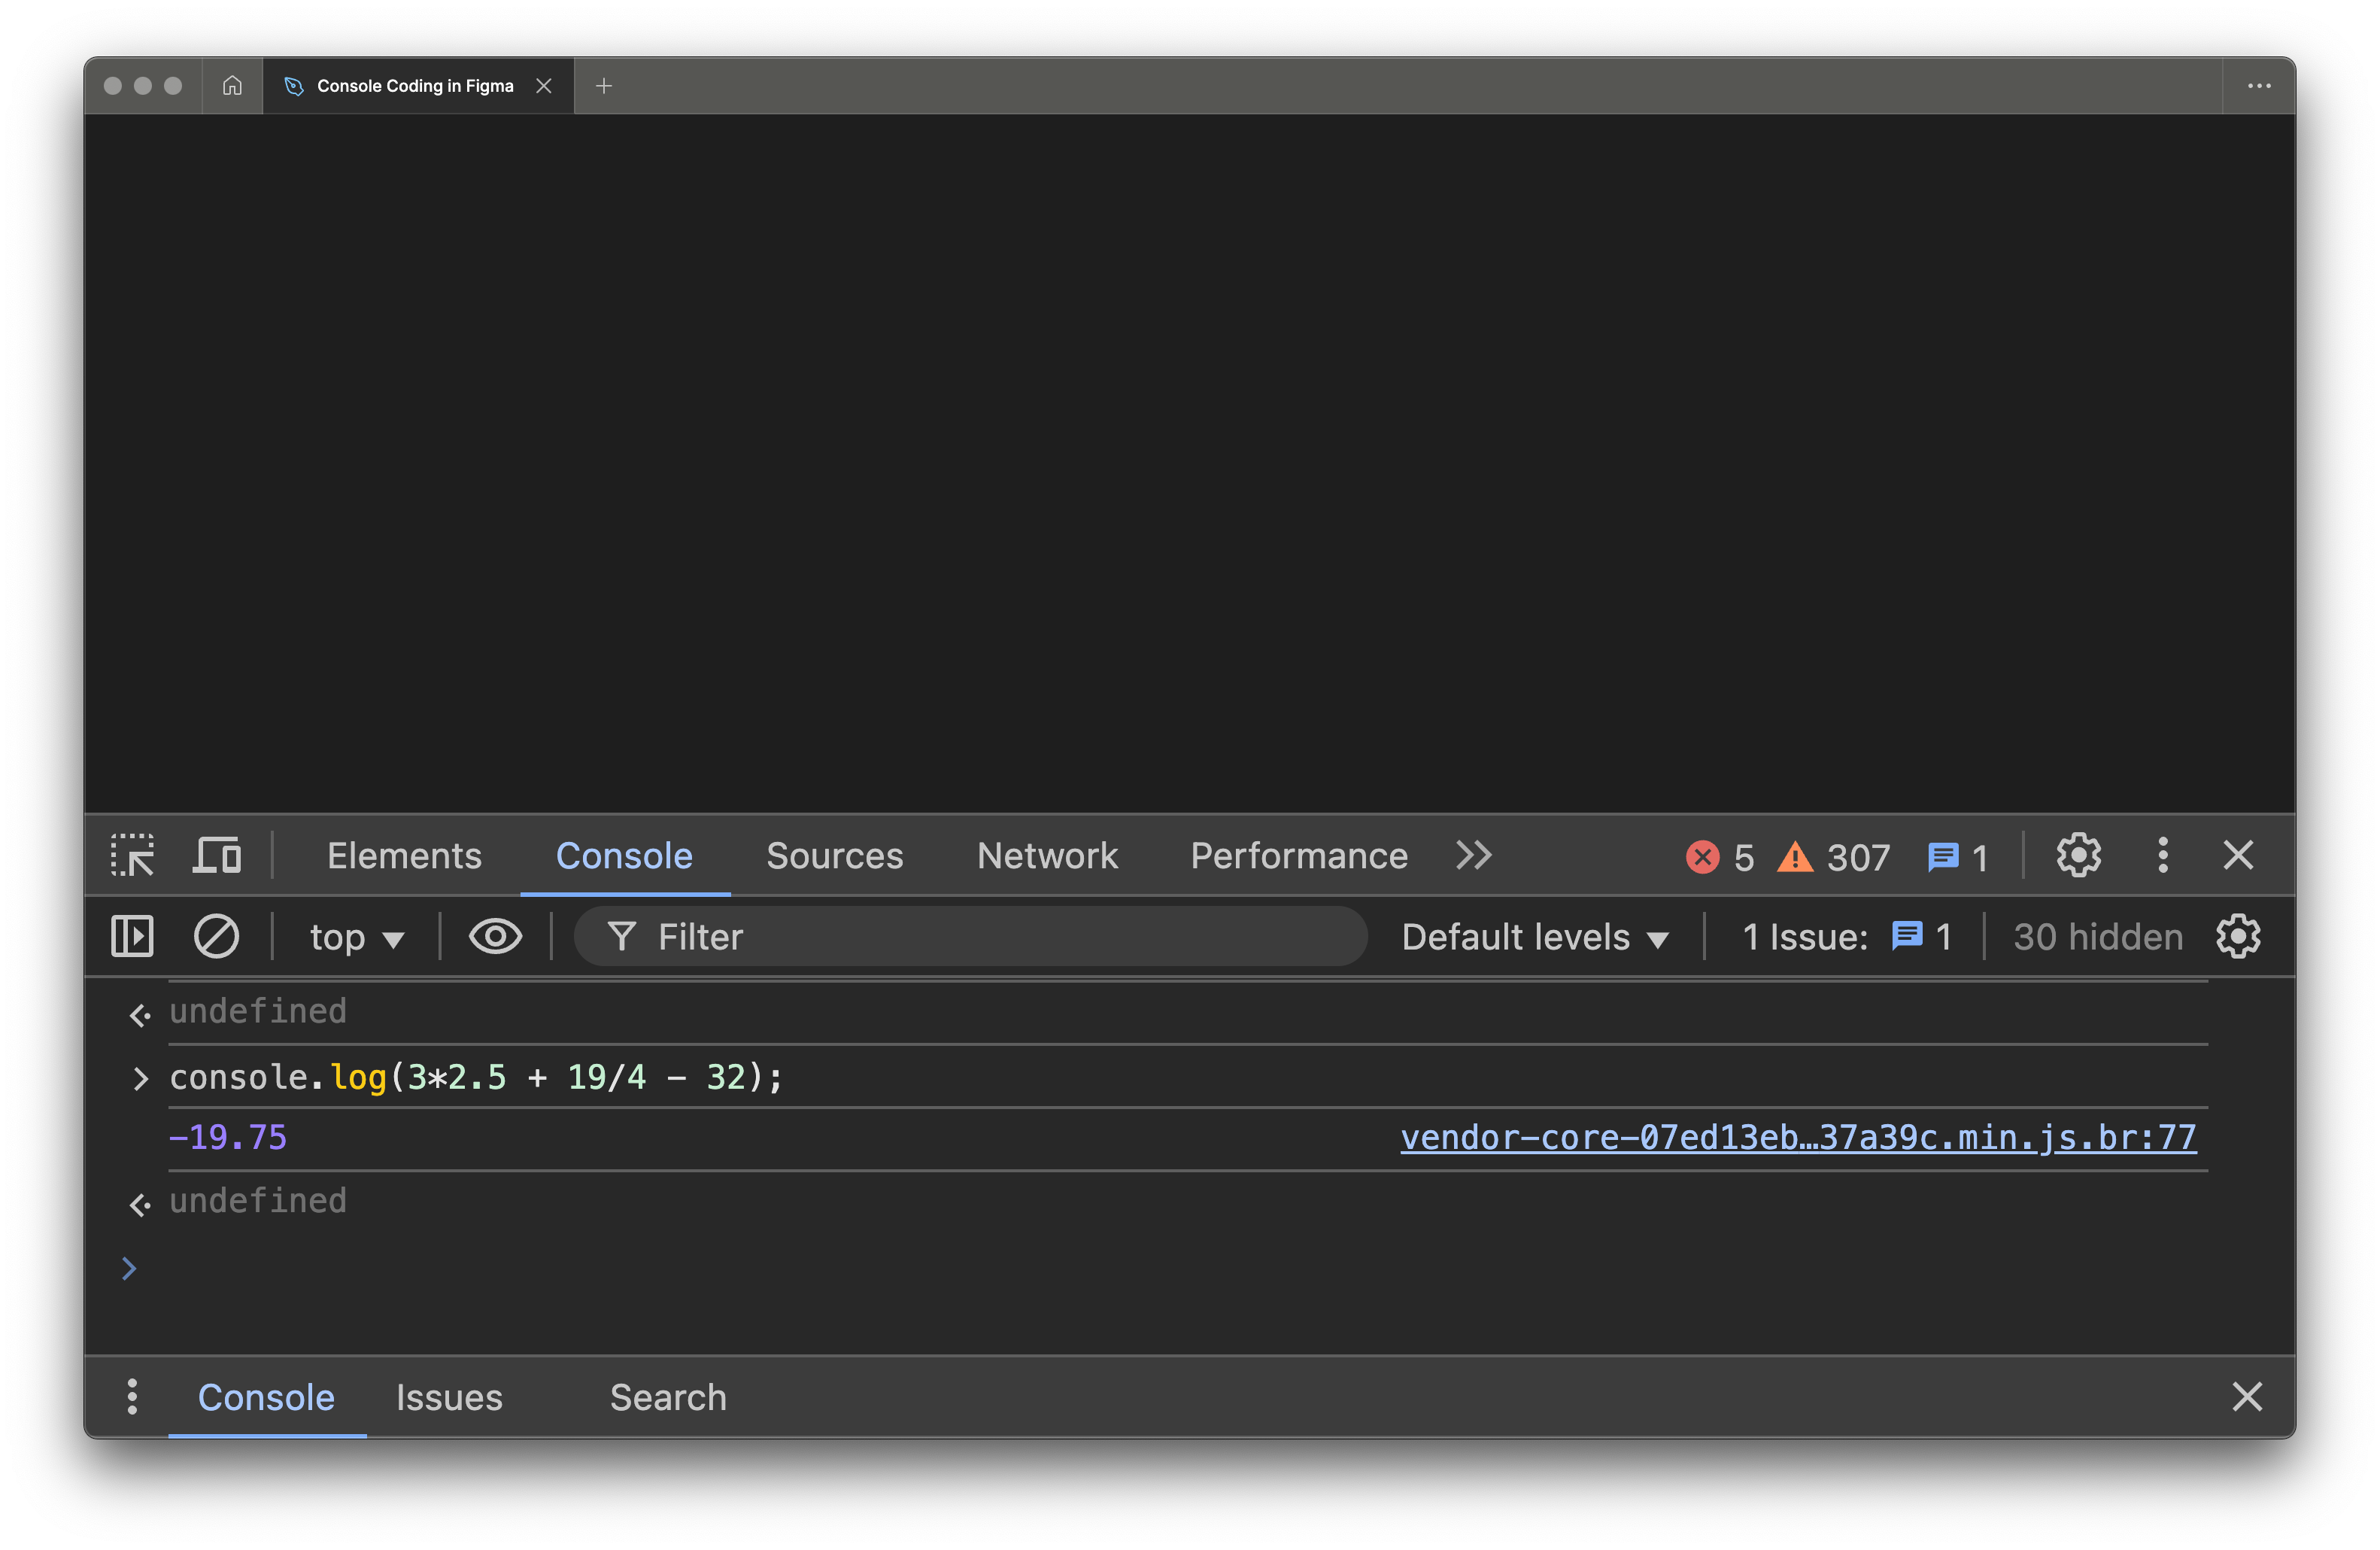 Console Coding in Figma
Elements Console Sources Network Performance 5 307 1
top Filter Default levels 1 Issue: 1 30 hidden
undefined
console.log(3*2.5 + 19/4 - 32);
-19.75 vendor-core-07ed13eb…37a39c.min.js.br:77
undefined
Console Issues Search